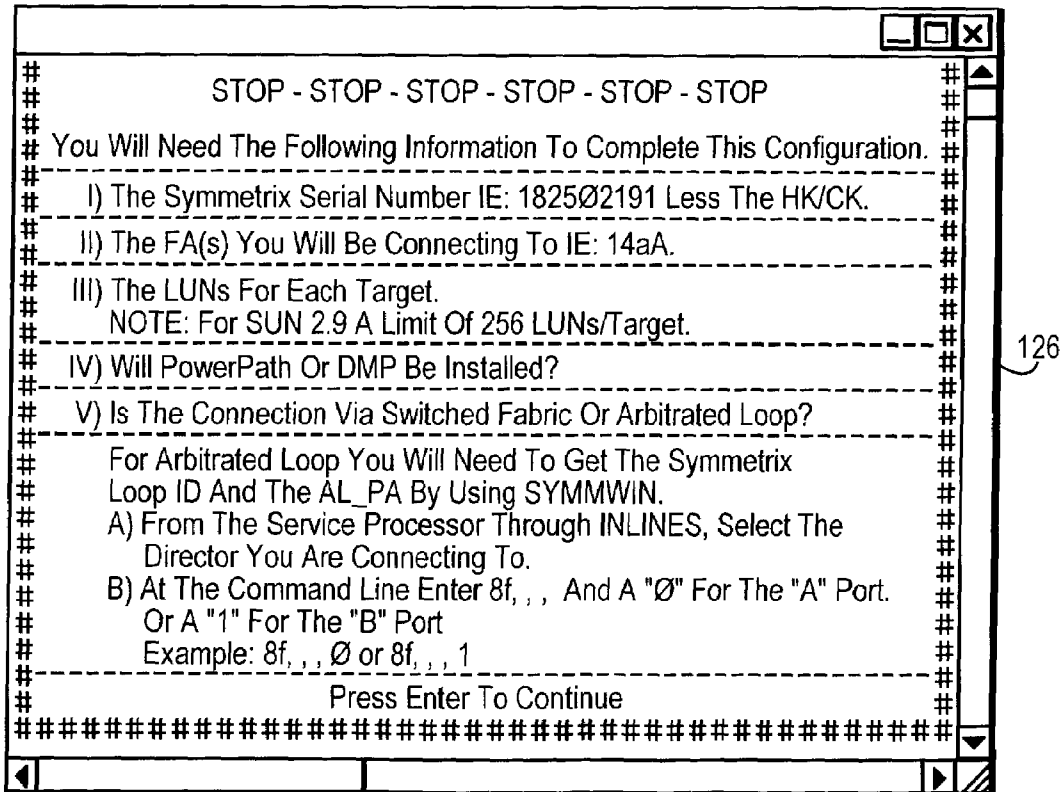 STOP - STOP - STOP - STOP - STOP - STOP
You Will Need The Following Information To Complete This Configuration.
I) The Symmetrix Serial Number IE: 1825Ø2191 Less The HK/CK.
II) The FA(s) You Will Be Connecting To IE: 14aA.
III) The LUNs For Each Target.
NOTE: For SUN 2.9 A Limit Of 256 LUNs/Target.
IV) Will PowerPath Or DMP Be Installed?
V) Is The Connection Via Switched Fabric Or Arbitrated Loop?
For Arbitrated Loop You Will Need To Get The Symmetrix
Loop ID And The AL_PA By Using SYMMWIN.
A) From The Service Processor Through INLINES, Select The
Director You Are Connecting To.
B) At The Command Line Enter 8f, , , And A "Ø" For The "A" Port.
Or A "1" For The "B" Port
Example: 8f, , , Ø or 8f, , , 1
Press Enter To Continue
126